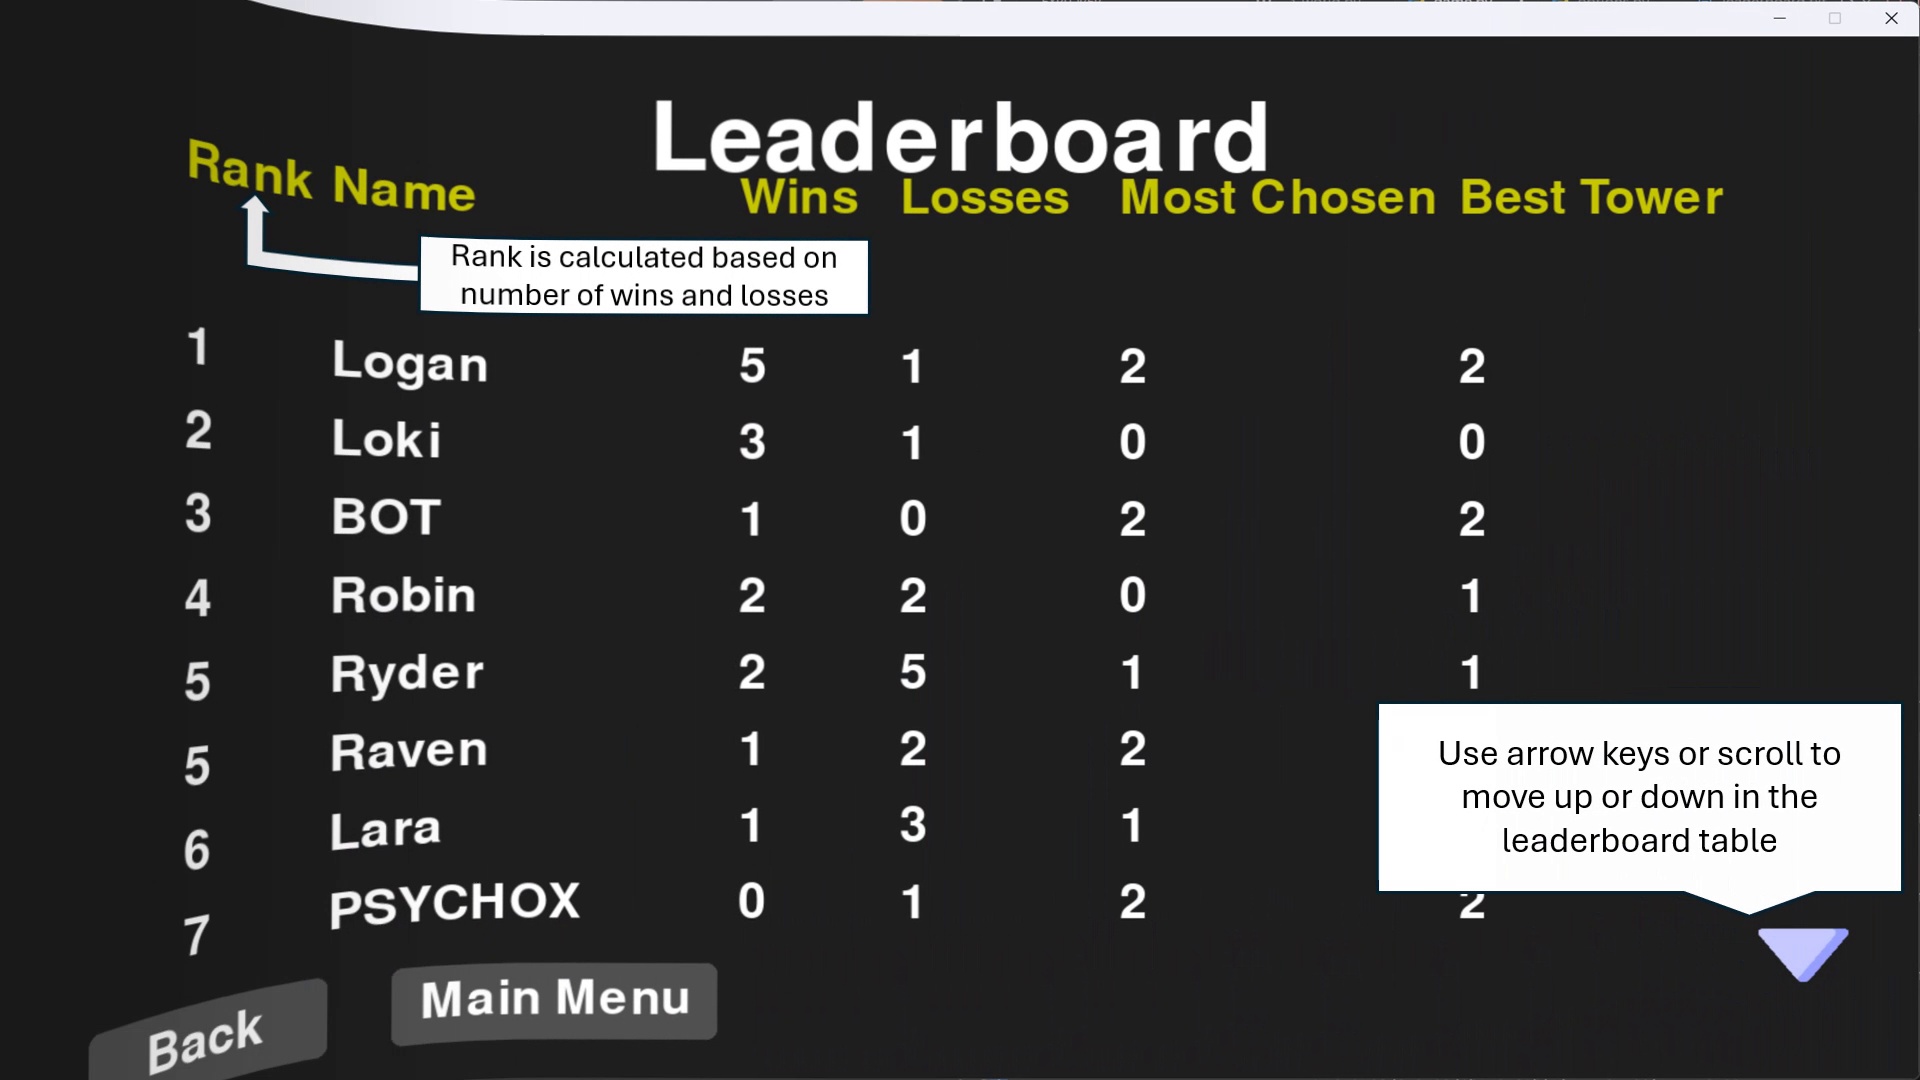 Leaderboard
Rank Name Wins Losses Most Chosen Best Tower
Rank is calculated based on
number of wins and losses
1 Logan 5 1 2 2
2 Loki 3 1 0 0
3 BOT 1 0 2 2
4 Robin 2 2 0 1
5 Ryder 2 5 1 1
5 Raven 1 2 2
6 Lara 1 3 1
7 PSYCHOX 0 1 2 2
Use arrow keys or scroll to
move up or down in the
leaderboard table
Back Main Menu